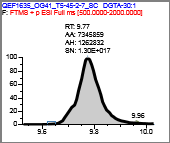 QEF1635_OG41_T5-45-2-7_SC DGTA-30:1
F: FTMS + p ESI Full ms [500.0000-2000.0000]
RT: 9.77
AA: 7345859
AH: 1262832
SN: 1.30E+017
100
80
60
40
20
0
9.96
9.6
9.8
10.0